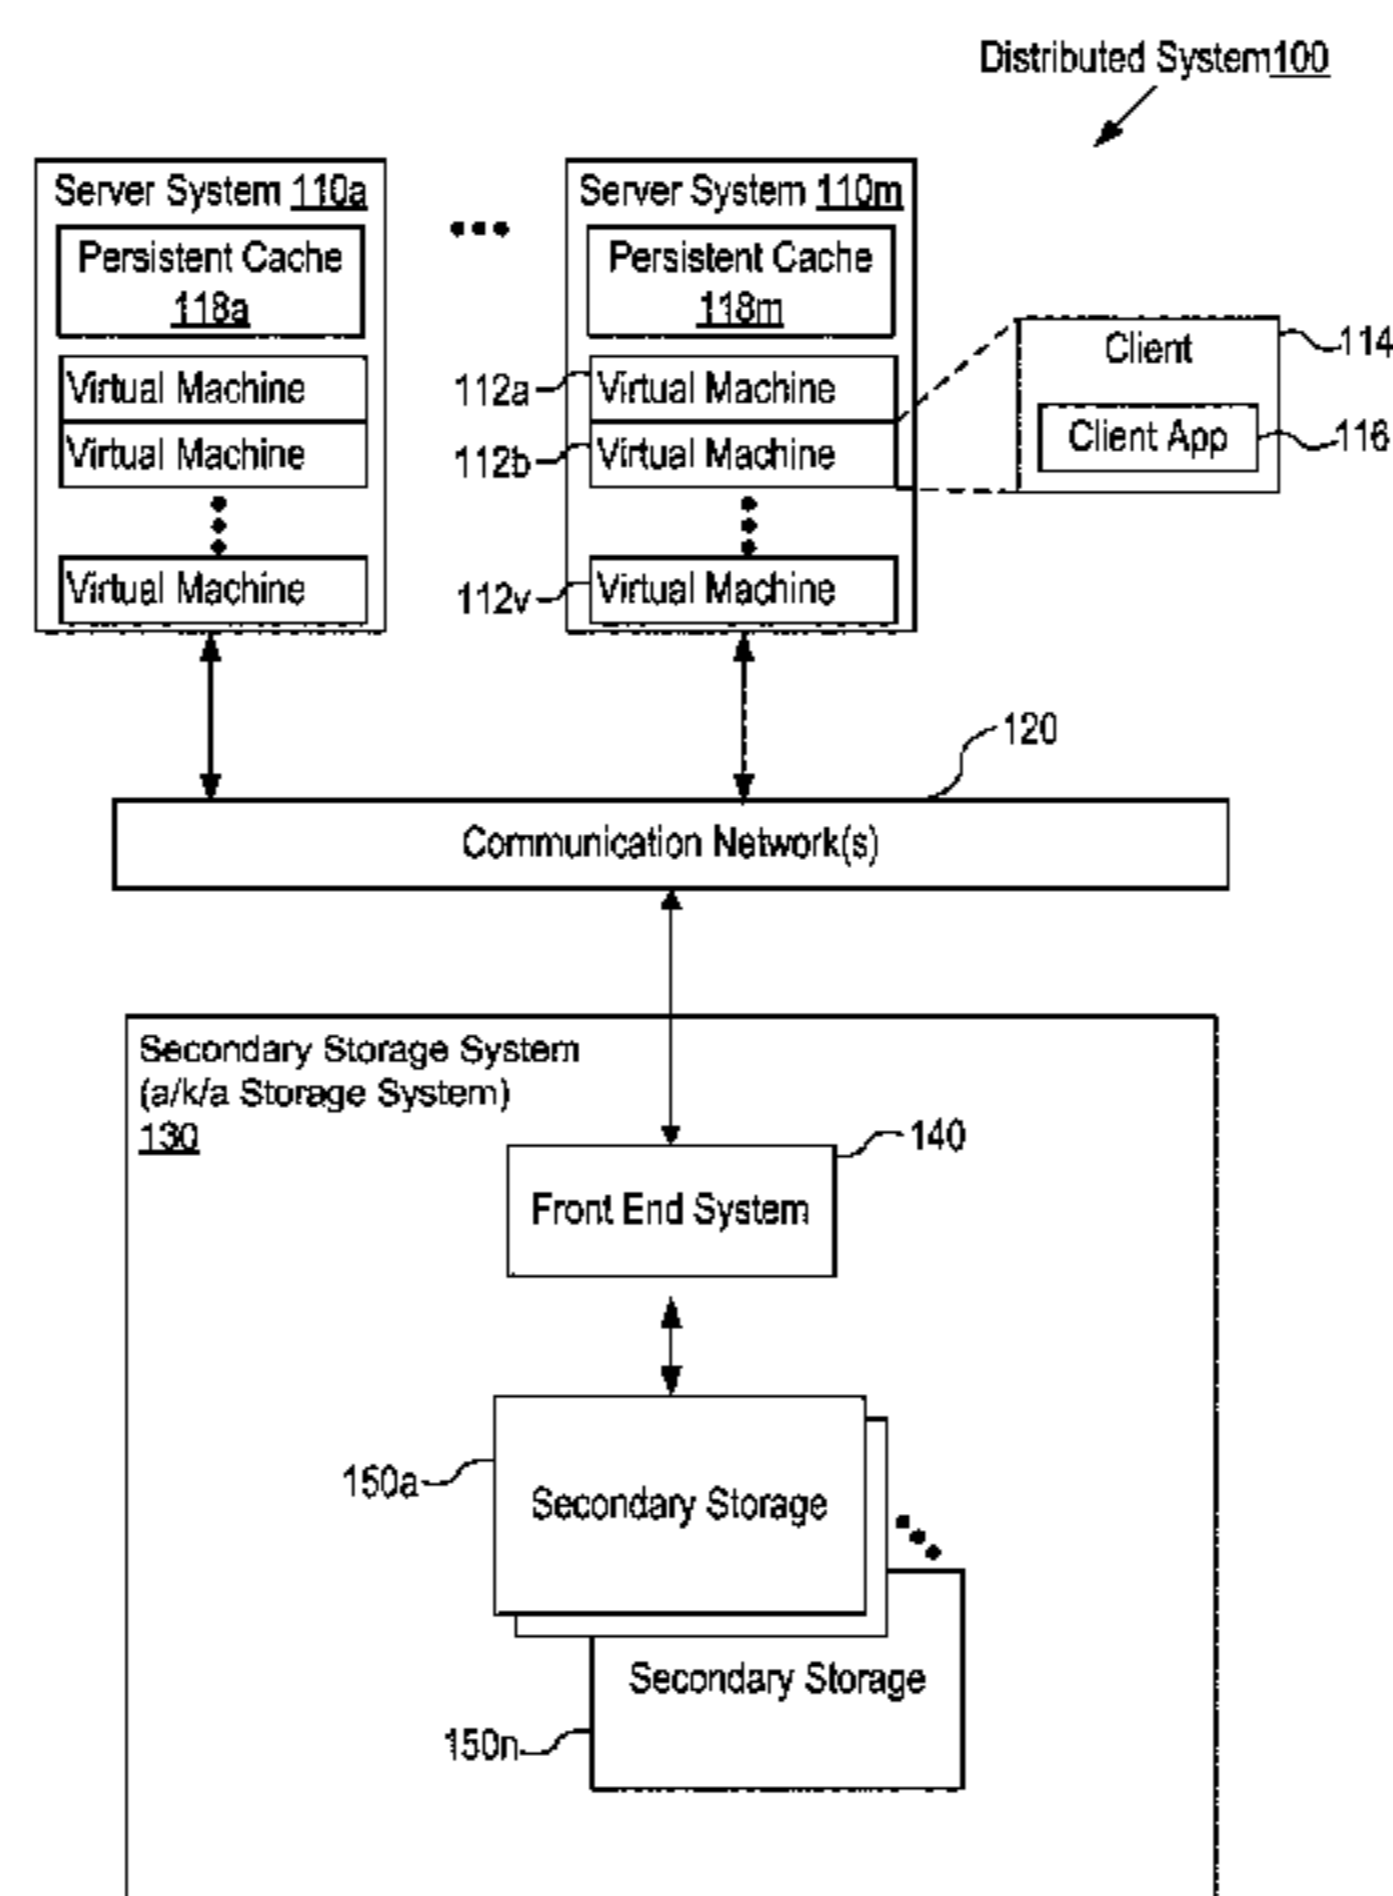 Distributed System100
Server System 110a
Persistent Cache
118a
Virtual Machine
Virtual Machine
Virtual Machine
Server System 110m
Persistent Cache
118m
112a
Virtual Machine
112b
Virtual Machine
112v
Virtual Machine
Client
114
Client App
116
120
Communication Network(s)
Secondary Storage System
(a/k/a Storage System)
130
140
Front End System
150a
Secondary Storage
Secondary Storage
150n